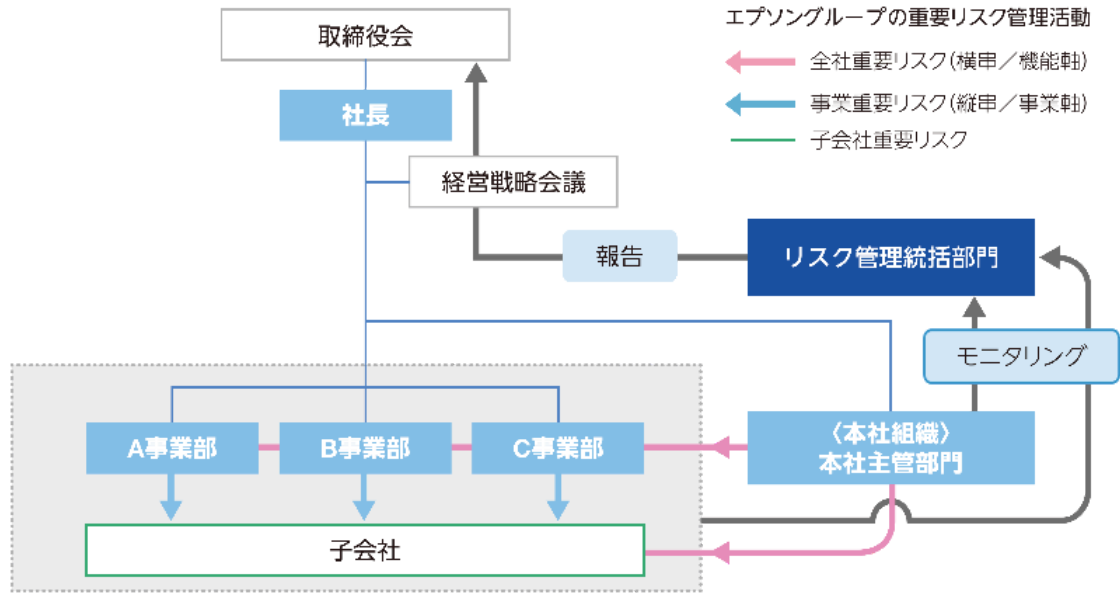 取締役会
エプソングループの重要リスク管理活動
全社重要リスク(横串／機能軸)
事業重要リスク(縦串／事業軸)
子会社重要リスク
社長
経営戦略会議
報告
リスク管理統括部門
モニタリング
A事業部
B事業部
C事業部
〈本社組織〉
本社主管部門
子会社